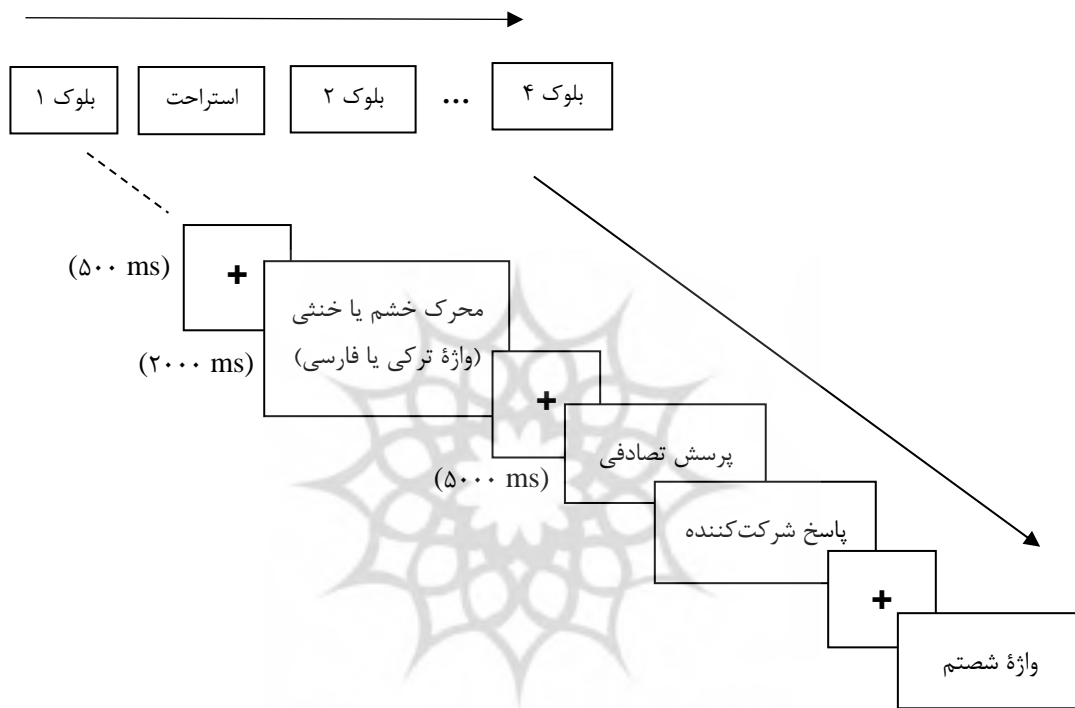 بلوک ۱
استراحت
بلوک ۲
...
بلوک ۴
+
(۵۰۰ ms)
محرک خشم یا خنثی
(واژهٔ ترکی یا فارسی)
(۲۰۰۰ ms)
+
(۵۰۰۰ ms)
پرسش تصادفی
پاسخ شرکت‌کننده
+
واژهٔ شصتم